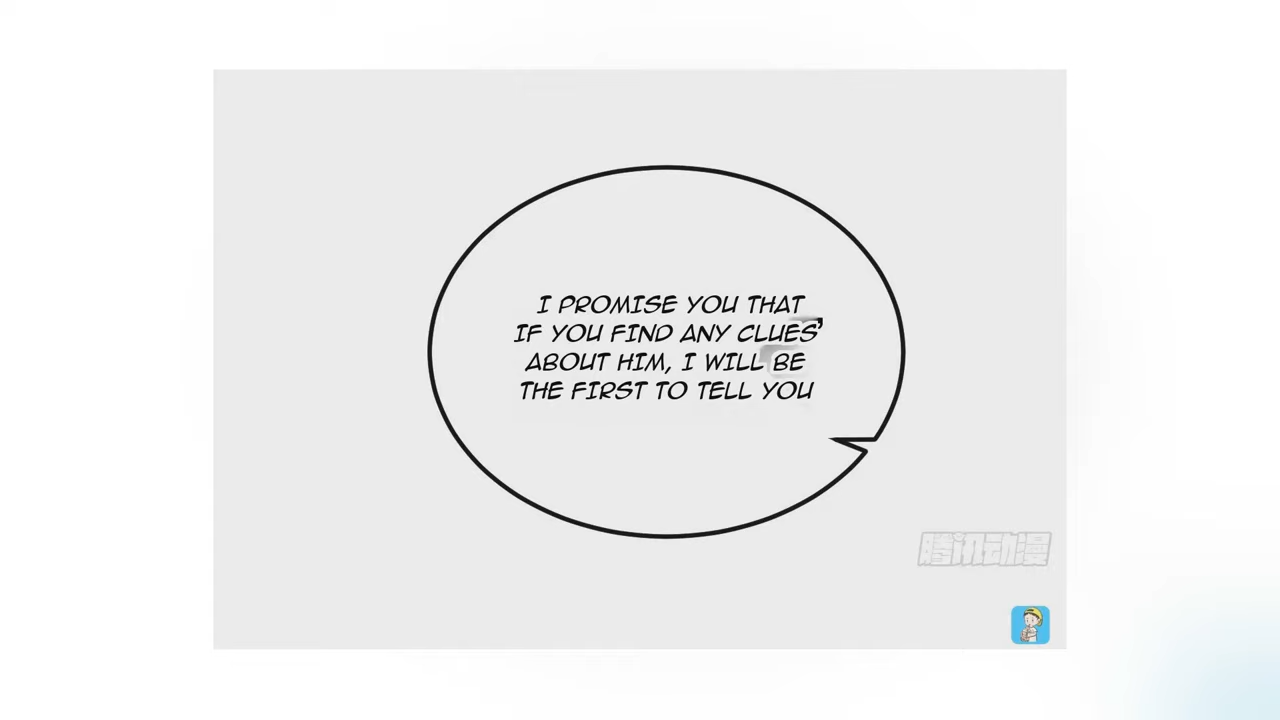 I PROMISE YOU THAT
IF YOU FIND ANY CLUES'
ABOUT HIM, I WILL BE
THE FIRST TO TELL YOU
腾讯动漫